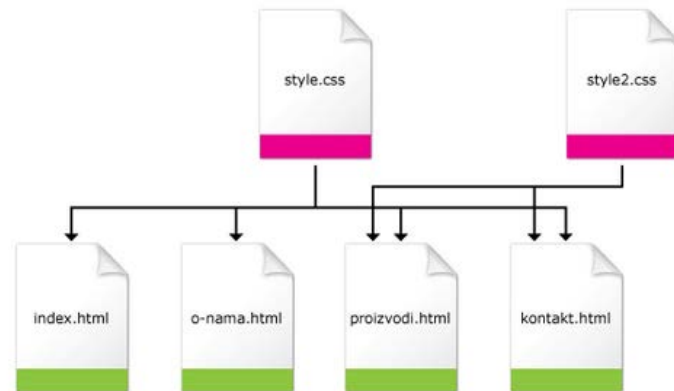 style.css
style2.css
index.html
o-nama.html
proizvodi.html
kontakt.html